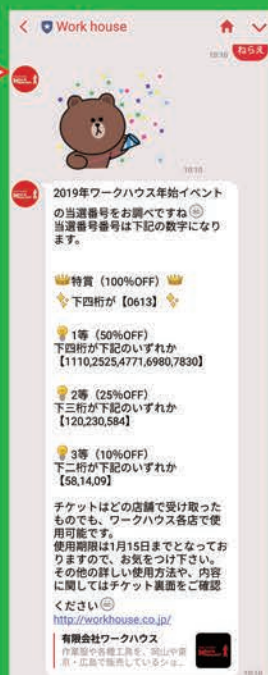 Work house
10:10
ねらえ
10:10
2019年ワークハウス年始イベント
の当選番号をお調べですね
当選番号番号は下記の数字になり
ます。
特賞（100%OFF）
下四桁が【0613】
1等（50%OFF）
下四桁が下記のいずれか
【1110,2525,4771,6980,7830】
2等（25%OFF）
下三桁が下記のいずれか
【120,230,584】
3等（10%OFF）
下二桁が下記のいずれか
【58,14,09】
チケットはどの店舗で受け取った
ものでも、ワークハウス各店で使
用可能です。
使用期限は1月15日までとなってお
りますので、お気をつけ下さい。
その他の詳しい使用方法や、内容
に関してはチケット裏面をご確認
ください
http://workhouse.co.jp/
有限会社ワークハウス
作業服や各種工具を、岡山や東
京・広島で販売しているショ...
10:10